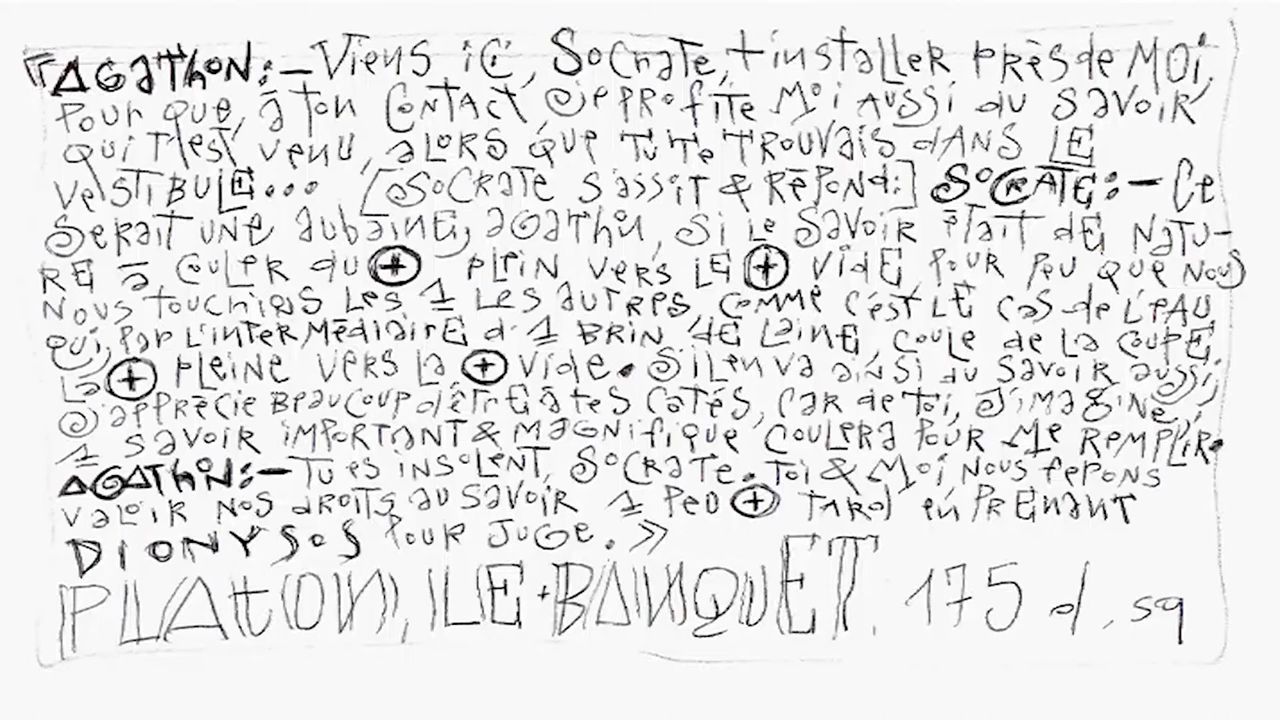 « AGATHON : — Viens ici, Socrate, t'installer près de MOI,
pour que, à ton contact, je profite moi aussi du savoir
qui t'est venu, alors que tu te trouvais dans le
vestibule... [Socrate s'assoit & répond :] SOCRATE : — Ce
serait une aubaine, Agathon, si le savoir était de natu-
re à couler du ⊕ plein vers le ⊕ vide, pour peu que nous
nous touchions les 1 les autres, comme c'est le cas de l'eau
qui, par l'intermédiaire d'1 brin de laine, coule de la coupe
la ⊕ pleine vers la ⊕ vide. S'il en va ainsi du savoir aussi,
j'apprécie beaucoup d'être à tes côtés, car de toi, j'imagine,
1 savoir important & magnifique coulera pour me remplir.
AGATHON : — Tu es insolent, Socrate. Toi & moi nous ferons
valoir nos droits au savoir 1 peu ⊕ tard en prenant
DIONYSOS pour juge. »
PLATON, LE BANQUET. 175 d. sq